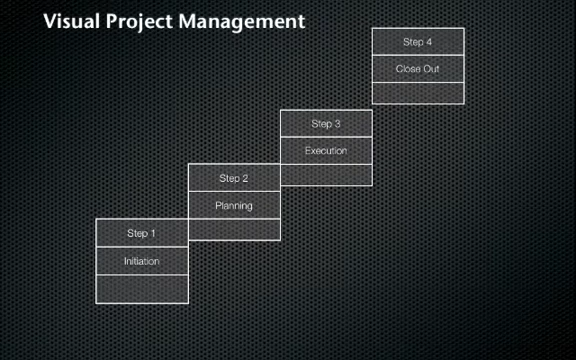 Visual Project Management
Step 1
Initiation
Step 2
Planning
Step 3
Execution
Step 4
Close Out